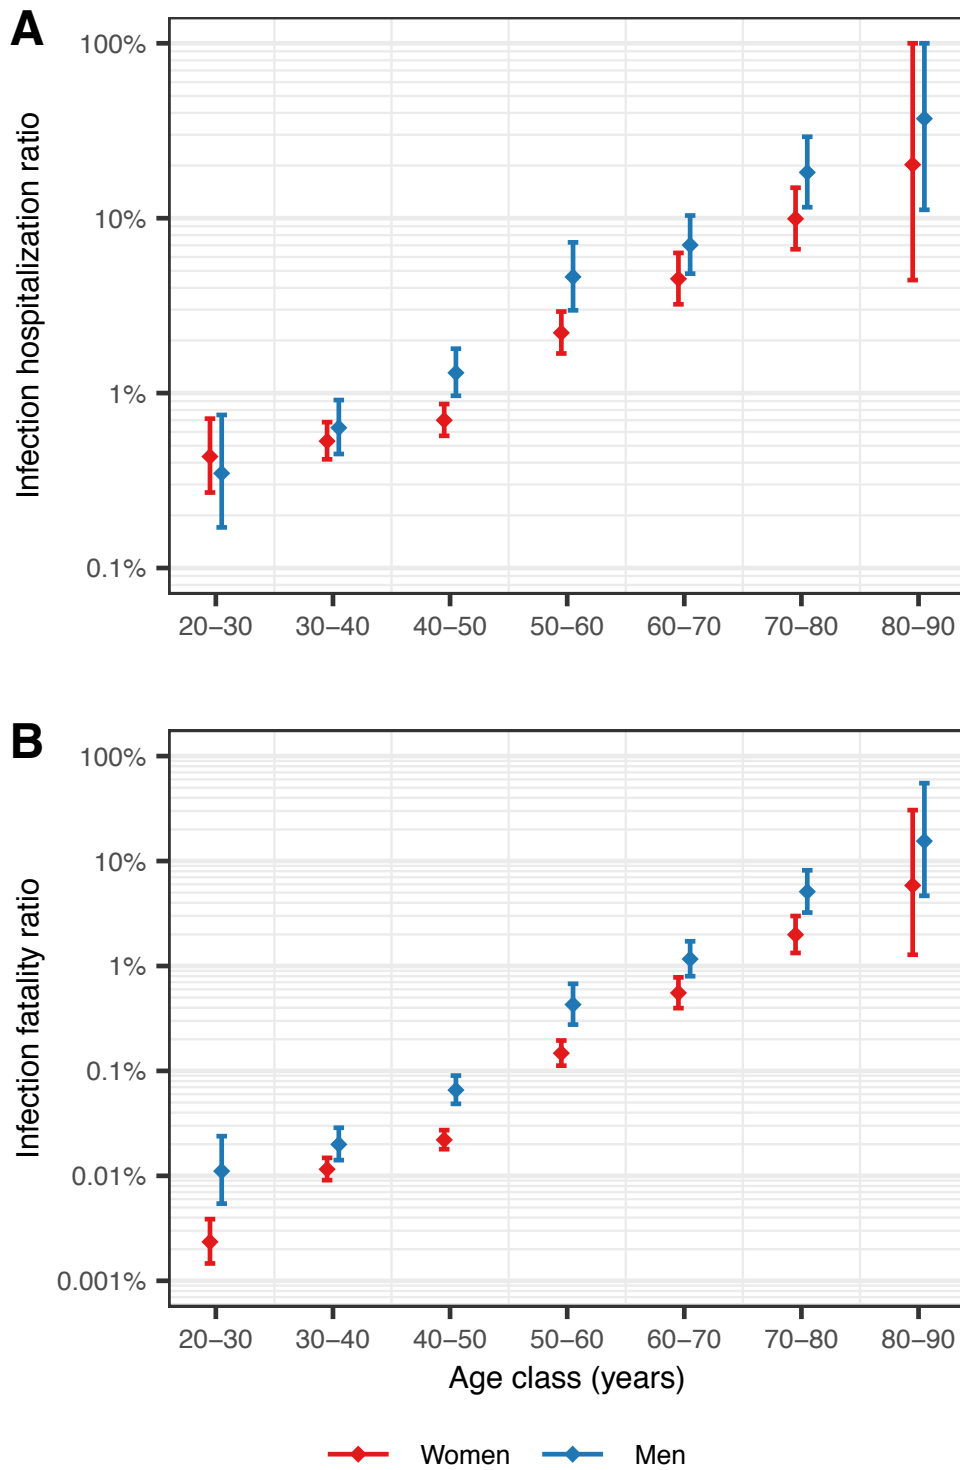 A
Infection hospitalization ratio
100%
10%
1%
0.1%
20–30 30–40 40–50 50–60 60–70 70–80 80–90
B
Infection fatality ratio
100%
10%
1%
0.1%
0.01%
0.001%
20–30 30–40 40–50 50–60 60–70 70–80 80–90
Age class (years)
Women Men